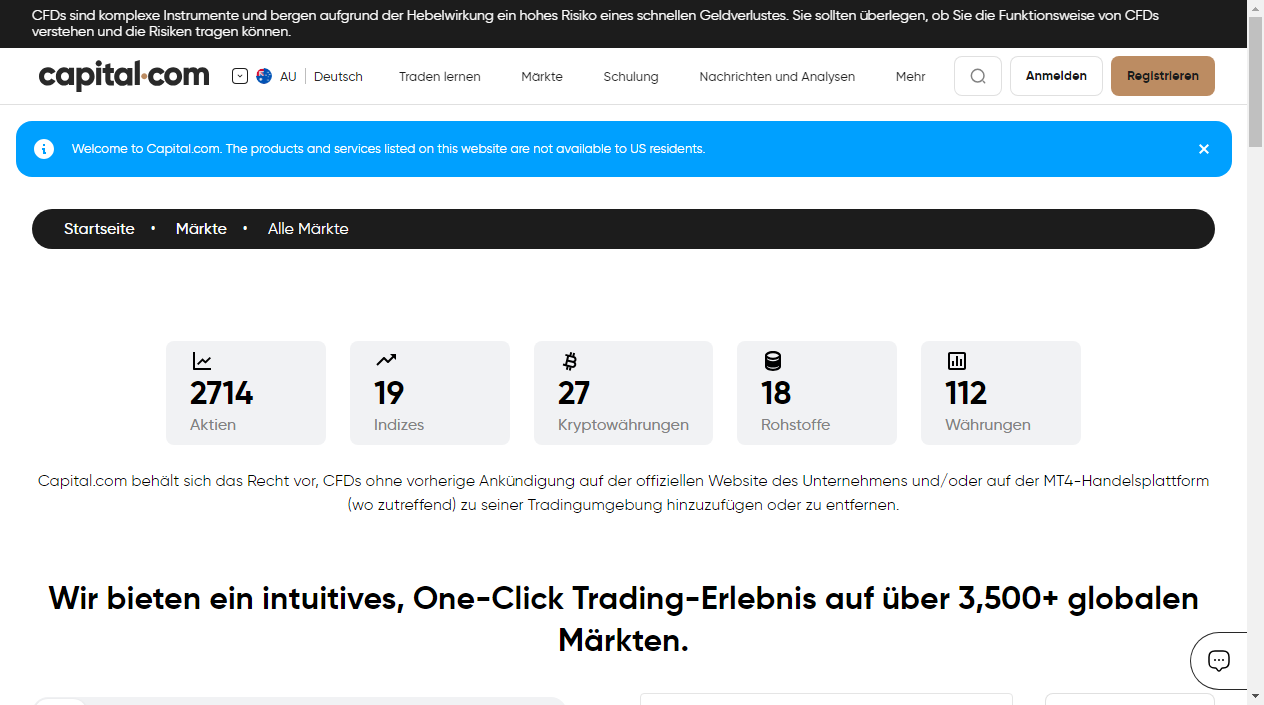 CFDs sind komplexe Instrumente und bergen aufgrund der Hebelwirkung ein hohes Risiko eines schnellen Geldverlustes. Sie sollten überlegen, ob Sie die Funktionsweise von CFDs
verstehen und die Risiken tragen können.
capital.com
AU
Deutsch
Traden lernen
Märkte
Schulung
Nachrichten und Analysen
Mehr
Anmelden
Registrieren
Welcome to Capital.com. The products and services listed on this website are not available to US residents.
Startseite • Märkte • Alle Märkte
2714
Aktien
19
Indizes
27
Kryptowährungen
18
Rohstoffe
112
Währungen
Capital.com behält sich das Recht vor, CFDs ohne vorherige Ankündigung auf der offiziellen Website des Unternehmens und/oder auf der MT4-Handelsplattform
(wo zutreffend) zu seiner Tradingumgebung hinzuzufügen oder zu entfernen.
Wir bieten ein intuitives, One-Click Trading-Erlebnis auf über 3,500+ globalen
Märkten.